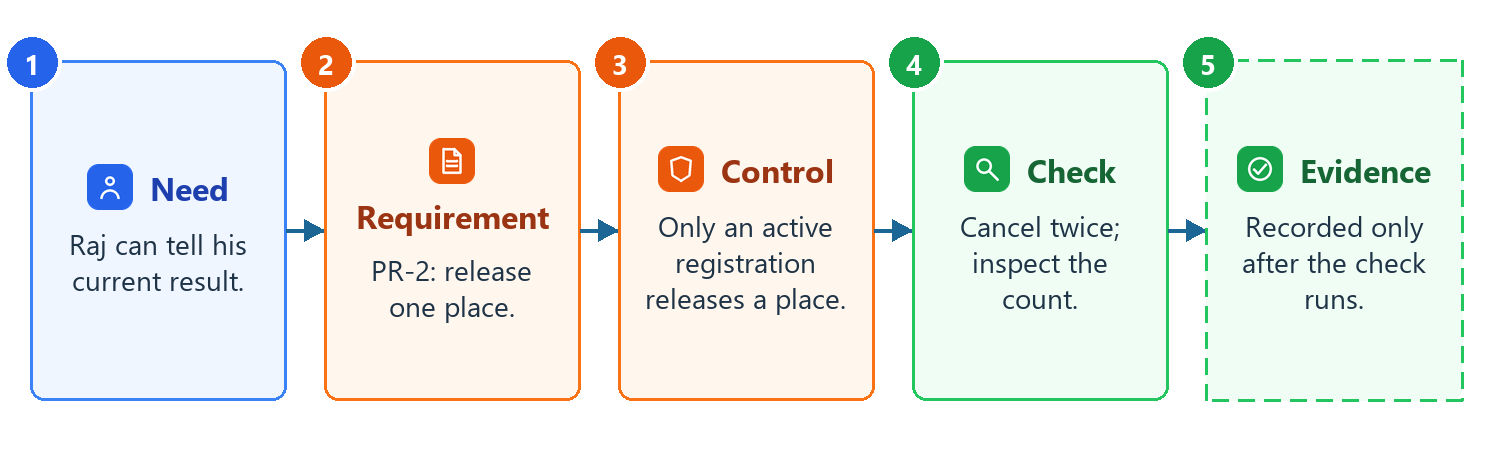 1
Need
Raj can tell his
current result.
2
Requirement
PR-2: release
one place.
3
Control
Only an active
registration
releases a place.
4
Check
Cancel twice;
inspect the
count.
5
Evidence
Recorded only
after the check
runs.